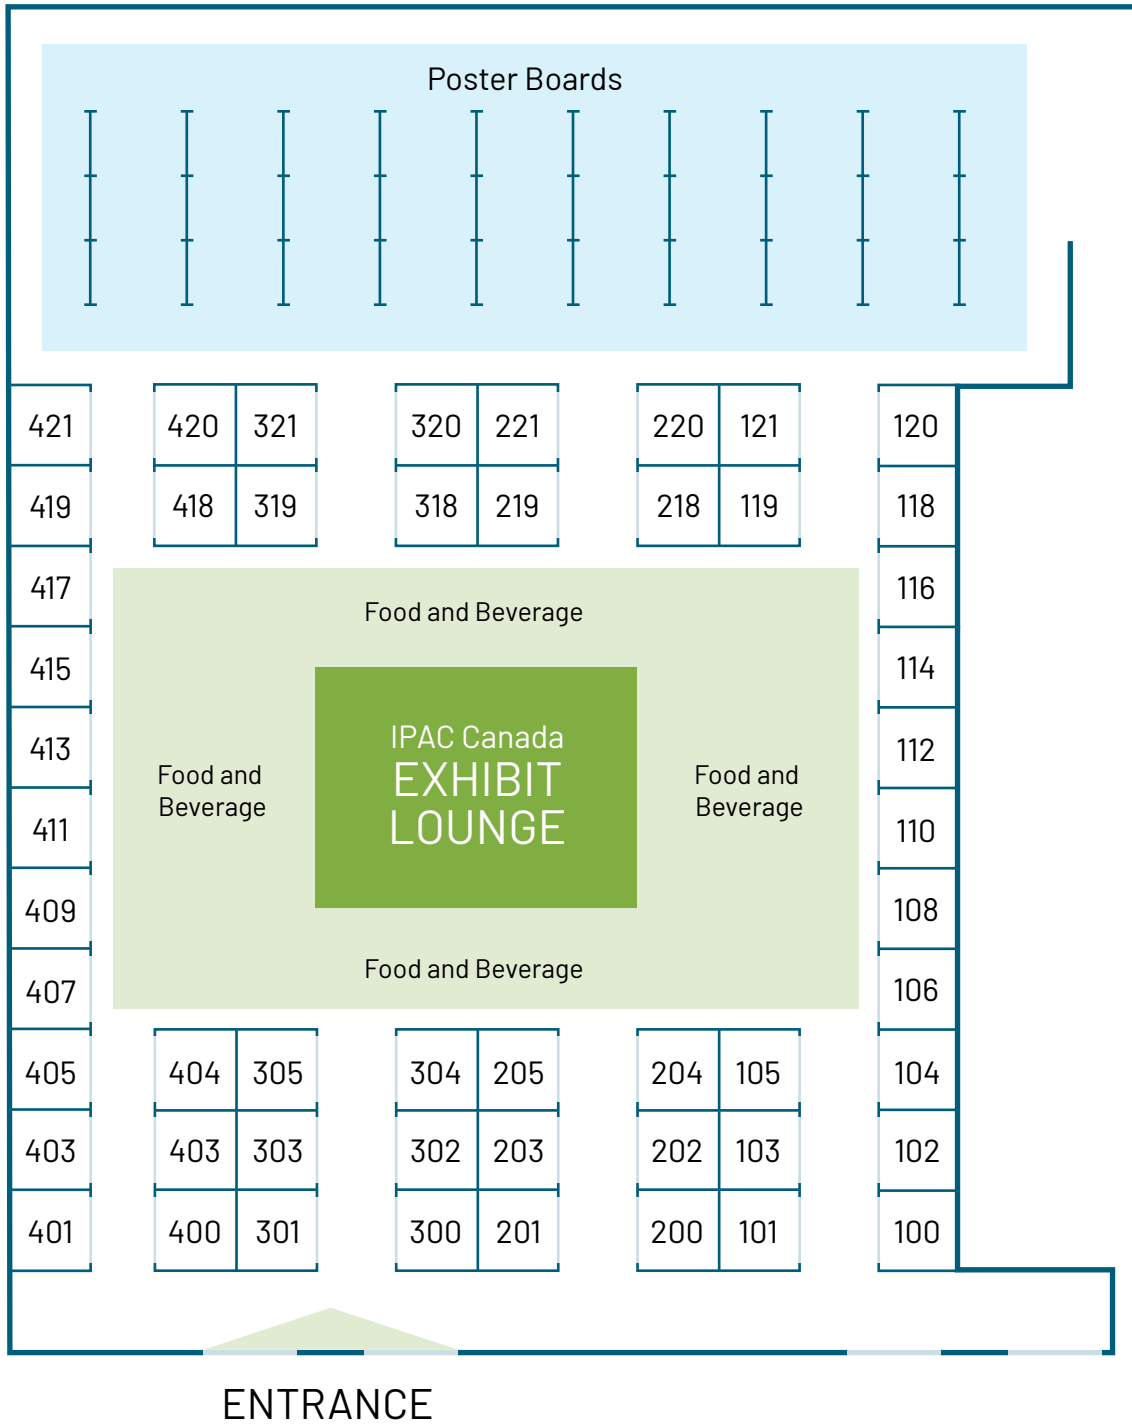 Poster Boards
421 420 321 320 221 220 121 120
419 418 319 318 219 218 119 118
417 116
Food and Beverage
415 114
IPAC Canada
413 112
EXHIBIT
Food and
Beverage
Food and
Beverage
LOUNGE
411 110
409 108
Food and Beverage
407 106
405 404 305 304 205 204 105 104
403 403 303 302 203 202 103 102
401 400 301 300 201 200 101 100
ENTRANCE